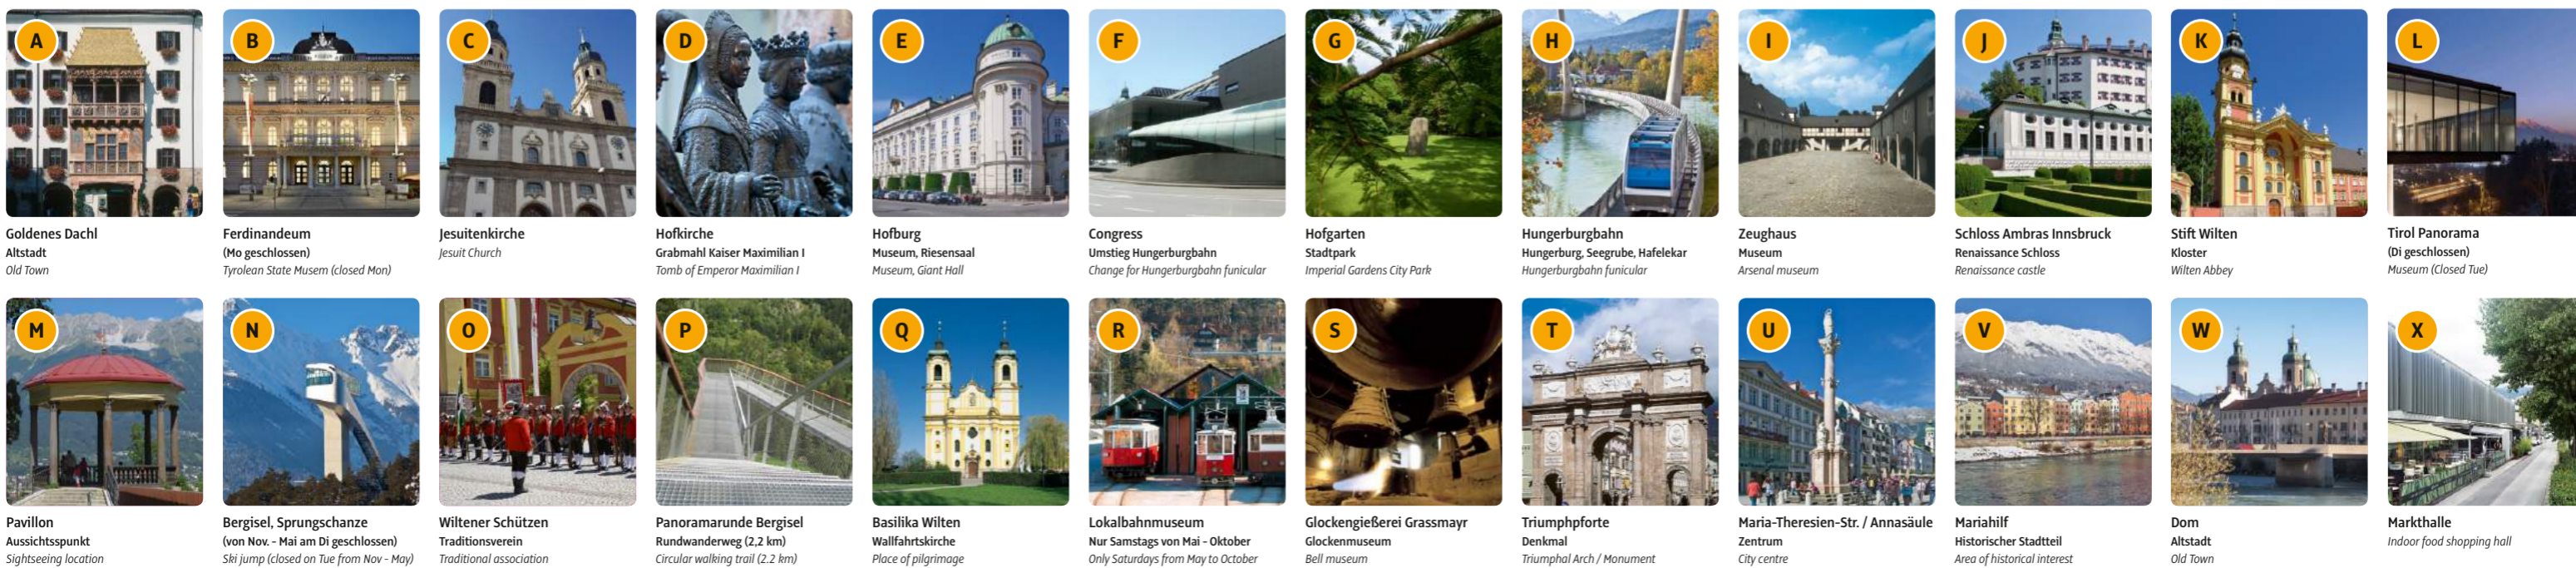 A
B
C
D
E
F
G
H
I
J
K
L
Goldenes Dachl
Altstadt
Old Town
Ferdinandeum
(Mo geschlossen)
Tyrolean State Musem (closed Mon)
Jesuitenkirche
Jesuit Church
Hofkirche
Grabmahl Kaiser Maximilian I
Tomb of Emperor Maximilian I
Hofburg
Museum, Riesensaal
Museum, Giant Hall
Congress
Umstieg Hungerburgbahn
Change for Hungerburgbahn funicular
Hofgarten
Stadtpark
Imperial Gardens City Park
Hungerburgbahn
Hungerburg, Seegrube, Hafelekar
Hungerburgbahn funicular
Zeughaus
Museum
Arsenal museum
Schloss Ambras Innsbruck
Renaissance Schloss
Renaissance castle
Stift Wilten
Kloster
Wilten Abbey
Tirol Panorama
(Di geschlossen)
Museum (Closed Tue)
M
N
O
P
Q
R
S
T
U
V
W
X
Pavillon
Aussichtsspunkt
Sightseeing location
Bergisel, Sprungschanze
(von Nov. - Mai am Di geschlossen)
Ski jump (closed on Tue from Nov - May)
Wiltener Schützen
Traditionsverein
Traditional association
Panoramarunde Bergisel
Rundwanderweg (2,2 km)
Circular walking trail (2.2 km)
Basilika Wilten
Wallfahrtskirche
Place of pilgrimage
Lokalbahnmuseum
Nur Samstags von Mai - Oktober
Only Saturdays from May to October
Glockengießerei Grassmayr
Glockenmuseum
Bell museum
Triumphpforte
Denkmal
Triumphal Arch / Monument
Maria-Theresien-Str. / Annasäule
Zentrum
City centre
Mariahilf
Historischer Stadtteil
Area of historical interest
Dom
Altstadt
Old Town
Markthalle
Indoor food shopping hall